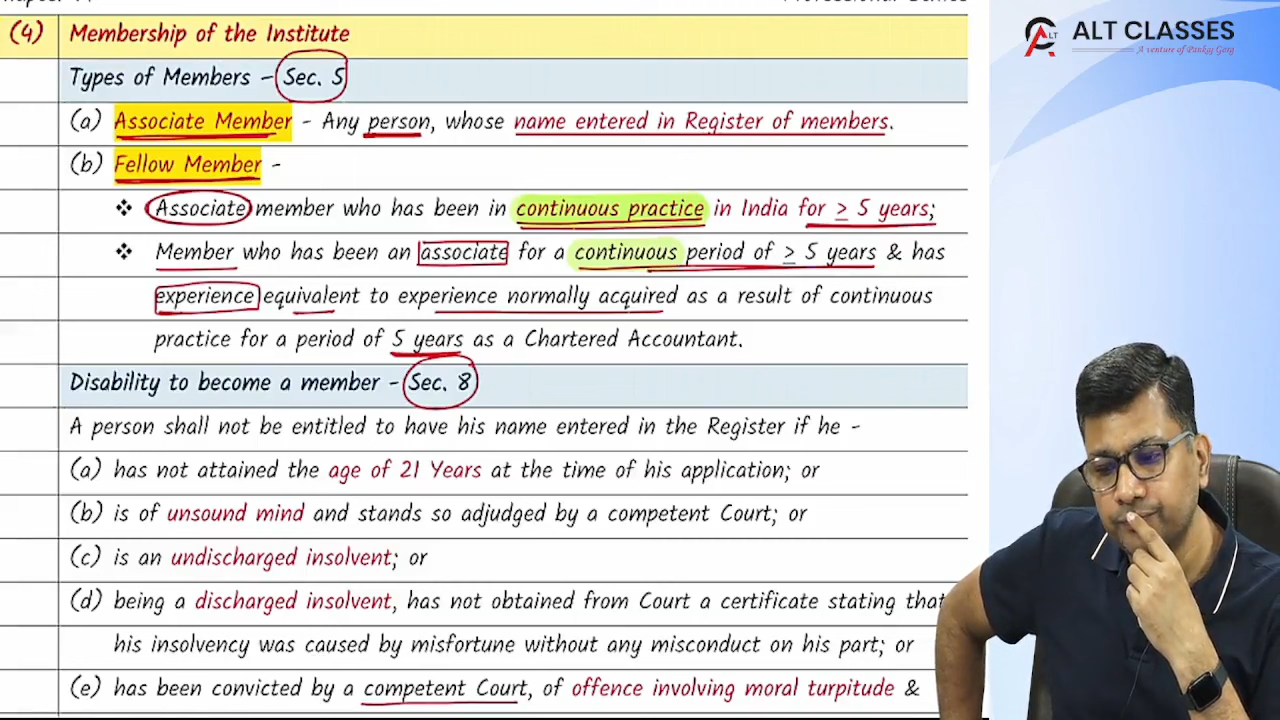 (4) Membership of the Institute
Types of Members - Sec. 5
(a) Associate Member - Any person, whose name entered in Register of members.
(b) Fellow Member -
❖ Associate member who has been in continuous practice in India for ≥ 5 years;
❖ Member who has been an associate for a continuous period of ≥ 5 years & has
experience equivalent to experience normally acquired as a result of continuous
practice for a period of 5 years as a Chartered Accountant.
Disability to become a member - Sec. 8
A person shall not be entitled to have his name entered in the Register if he -
(a) has not attained the age of 21 Years at the time of his application; or
(b) is of unsound mind and stands so adjudged by a competent Court; or
(c) is an undischarged insolvent; or
(d) being a discharged insolvent, has not obtained from Court a certificate stating that
his insolvency was caused by misfortune without any misconduct on his part; or
(e) has been convicted by a competent Court, of offence involving moral turpitude &
ALT
ALT CLASSES
A venture of Pankaj Garg